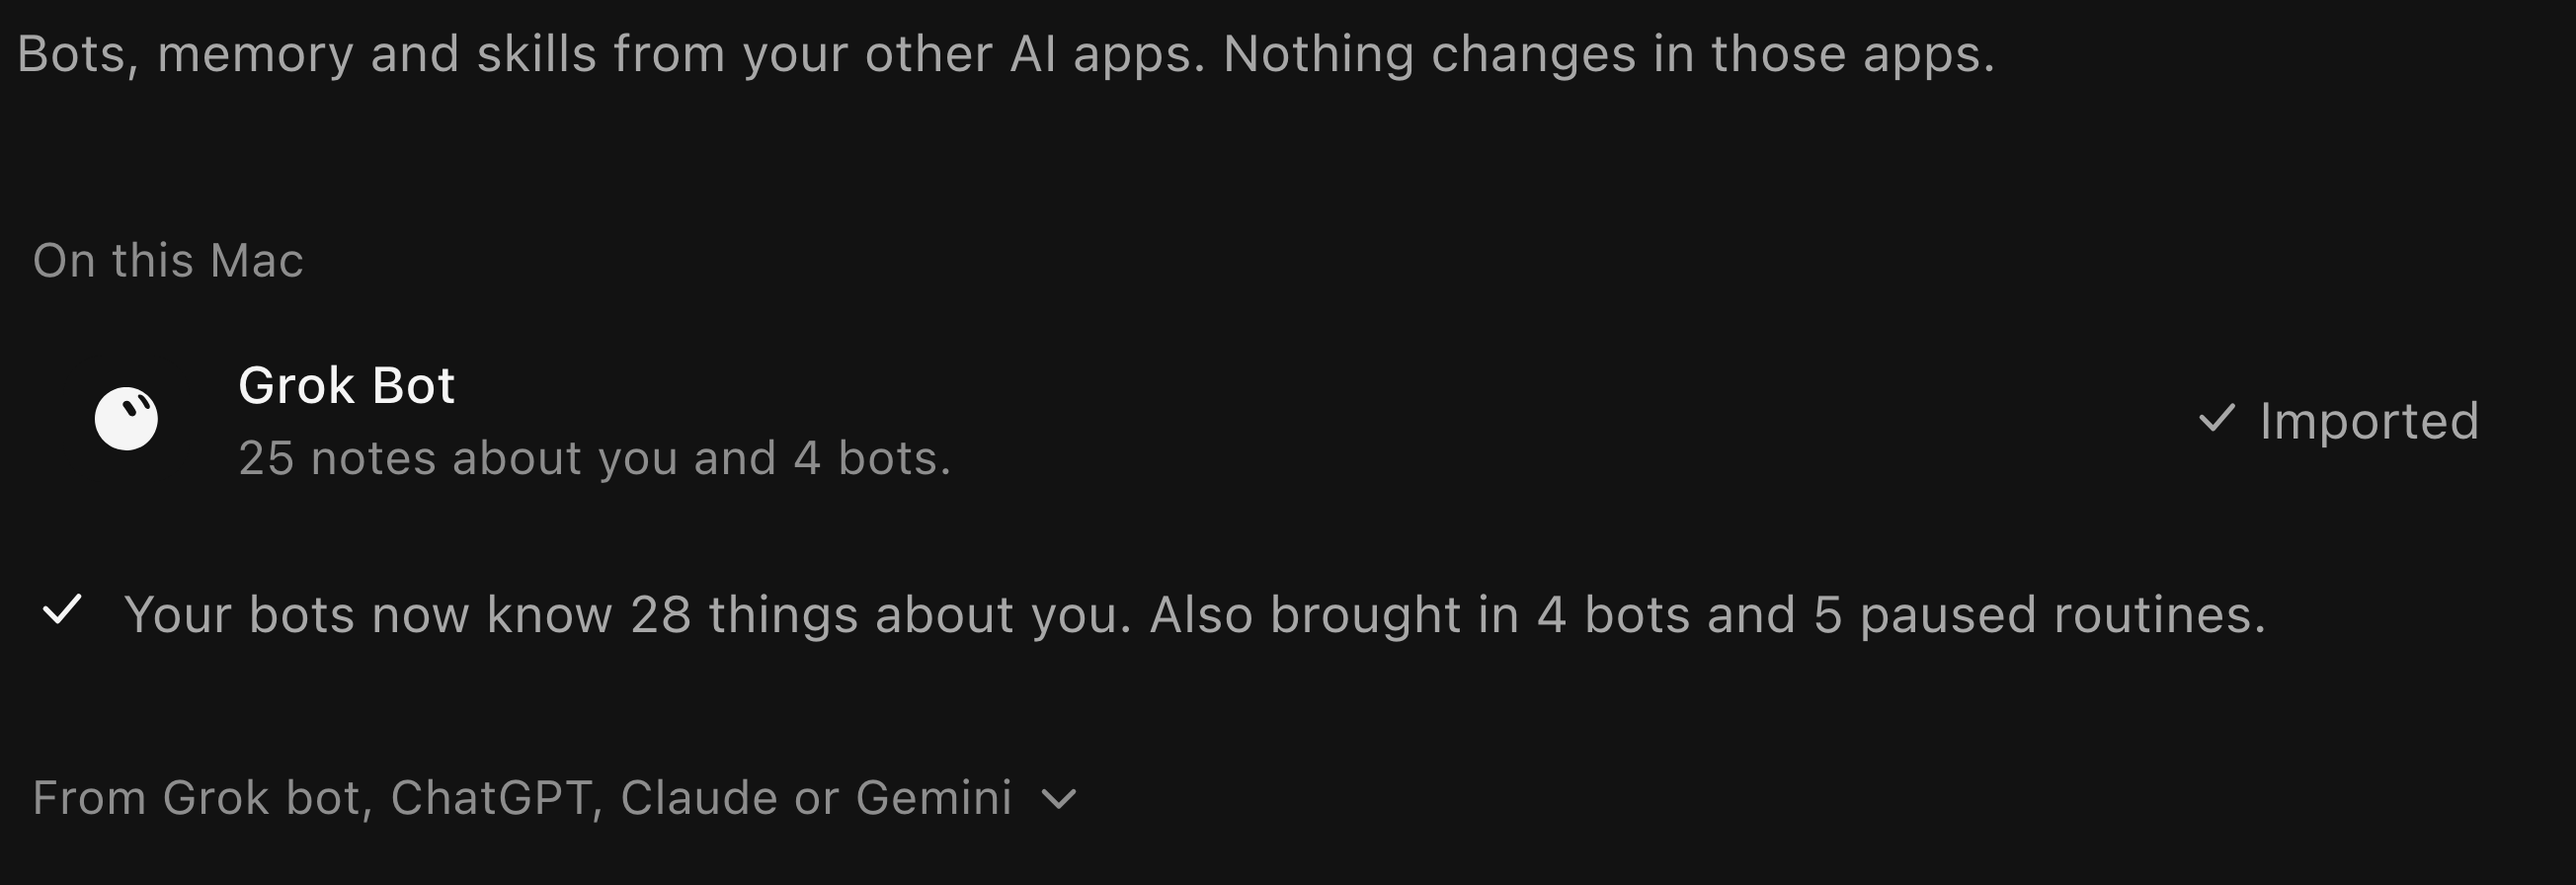 Bots, memory and skills from your other AI apps. Nothing changes in those apps.
On this Mac
Grok Bot
25 notes about you and 4 bots.
Imported
Your bots now know 28 things about you. Also brought in 4 bots and 5 paused routines.
From Grok bot, ChatGPT, Claude or Gemini